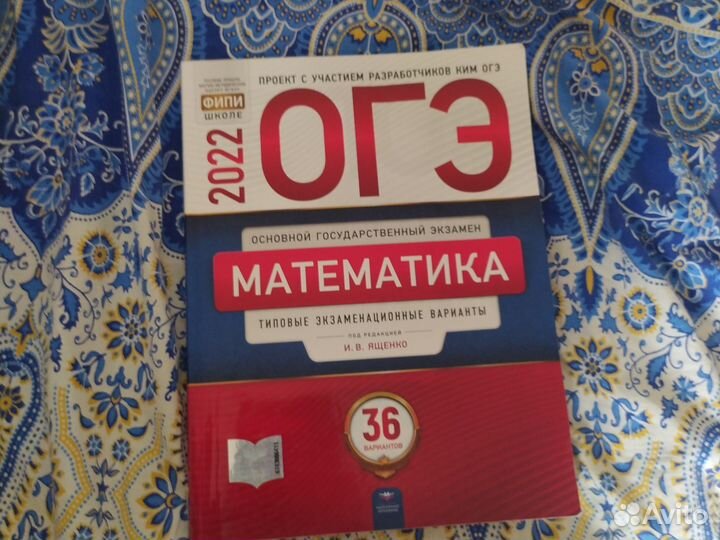 ПРОЕКТ С УЧАСТИЕМ РАЗРАБОТЧИКОВ КИМ ОГЭ
ФИПИ
ШКОЛЕ
2022
ОГЭ
ОСНОВНОЙ ГОСУДАРСТВЕННЫЙ ЭКЗАМЕН
МАТЕМАТИКА
ТИПОВЫЕ ЭКЗАМЕНАЦИОННЫЕ ВАРИАНТЫ
ПОД РЕДАКЦИЕЙ
И. В. ЯЩЕНКО
36
ВАРИАНТОВ
Avito